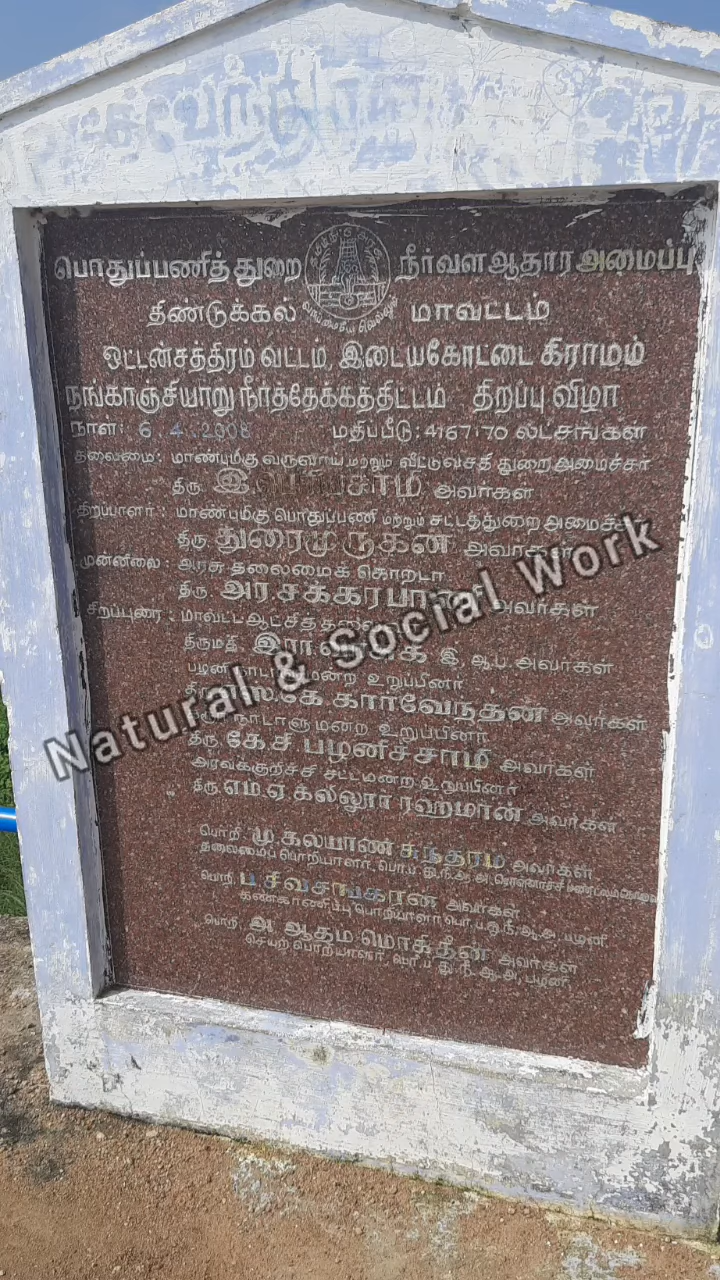 பொதுப்பணித் துறை நீர்வள ஆதார அமைப்பு
திண்டுக்கல் மாவட்டம்
ஒட்டன்சத்திரம் வட்டம், இடையகோட்டை கிராமம்
நங்காஞ்சியாறு நீர்த்தேக்கத்திட்டம் திறப்பு விழா
நாள்: 6.4.2008 மதிப்பீடு: 4167.70 லட்சங்கள்
தலைமை: மாண்புமிகு வருவாய் மற்றும் வீட்டுவசதி துறை அமைச்சர்
திரு. இ. பெரியசாமி அவர்கள்
திறப்பாளர்: மாண்புமிகு பொதுப்பணி மற்றும் சட்டத்துறை அமைச்சர்
திரு. துரைமுருகன் அவர்கள்
முன்னிலை: அரசு தலைமைக் கொறடா
திரு. அர. சக்கரபாணி அவர்கள்
சிறப்புரை: மாவட்ட ஆட்சித் தலைவர்
திருமதி இரா. வாசுகி இ. ஆ. ப. அவர்கள்
பழனி நாடாளுமன்ற உறுப்பினர்
திரு. எஸ். கே. கார்வேந்தன் அவர்கள்
நாடாளுமன்ற உறுப்பினர்
திரு. கே. சி. பழனிச்சாமி அவர்கள்
அரவக்குறிச்சி சட்டமன்ற உறுப்பினர்
திரு. எம். ஏ. கலீலூர் ரஹ்மான் அவர்கள்
பொறி. மு. கல்யாண சுந்தரம் அவர்கள்
தலைமைப் பொறியாளர், பொ.ப.து. நீ.ஆ.அ.
பொறி. ப. சிவசங்கரன் அவர்கள்
கண்காணிப்பு பொறியாளர் பொ.ப.து.நீ.ஆ.அ. பழனி.
பொறி. அ. ஆதம் மொகிதீன் அவர்கள்
செயற் பொறியாளர், பொ.ப.து.நீ.ஆ.அ, பழனி.
Natural & Social Work